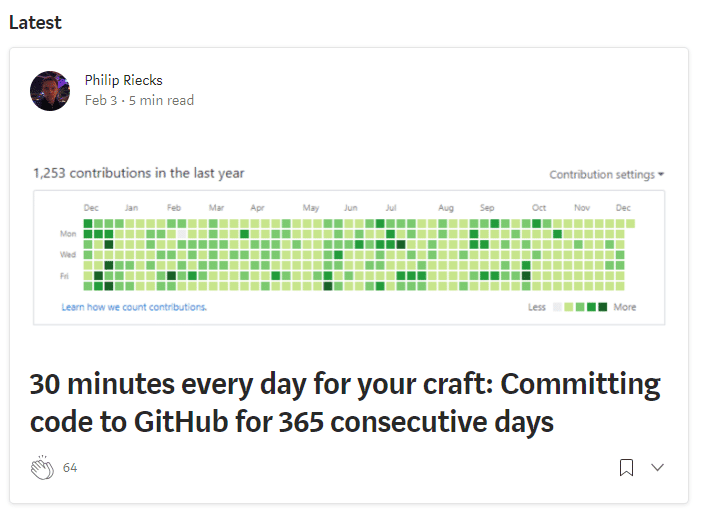 Latest
Philip Riecks
Feb 3 · 5 min read
1,253 contributions in the last year
Contribution settings
Dec Jan Feb Mar Apr May Jun Jul Aug Sep Oct Nov Dec
Mon
Wed
Fri
Learn how we count contributions.
Less More
30 minutes every day for your craft: Committing
code to GitHub for 365 consecutive days
64